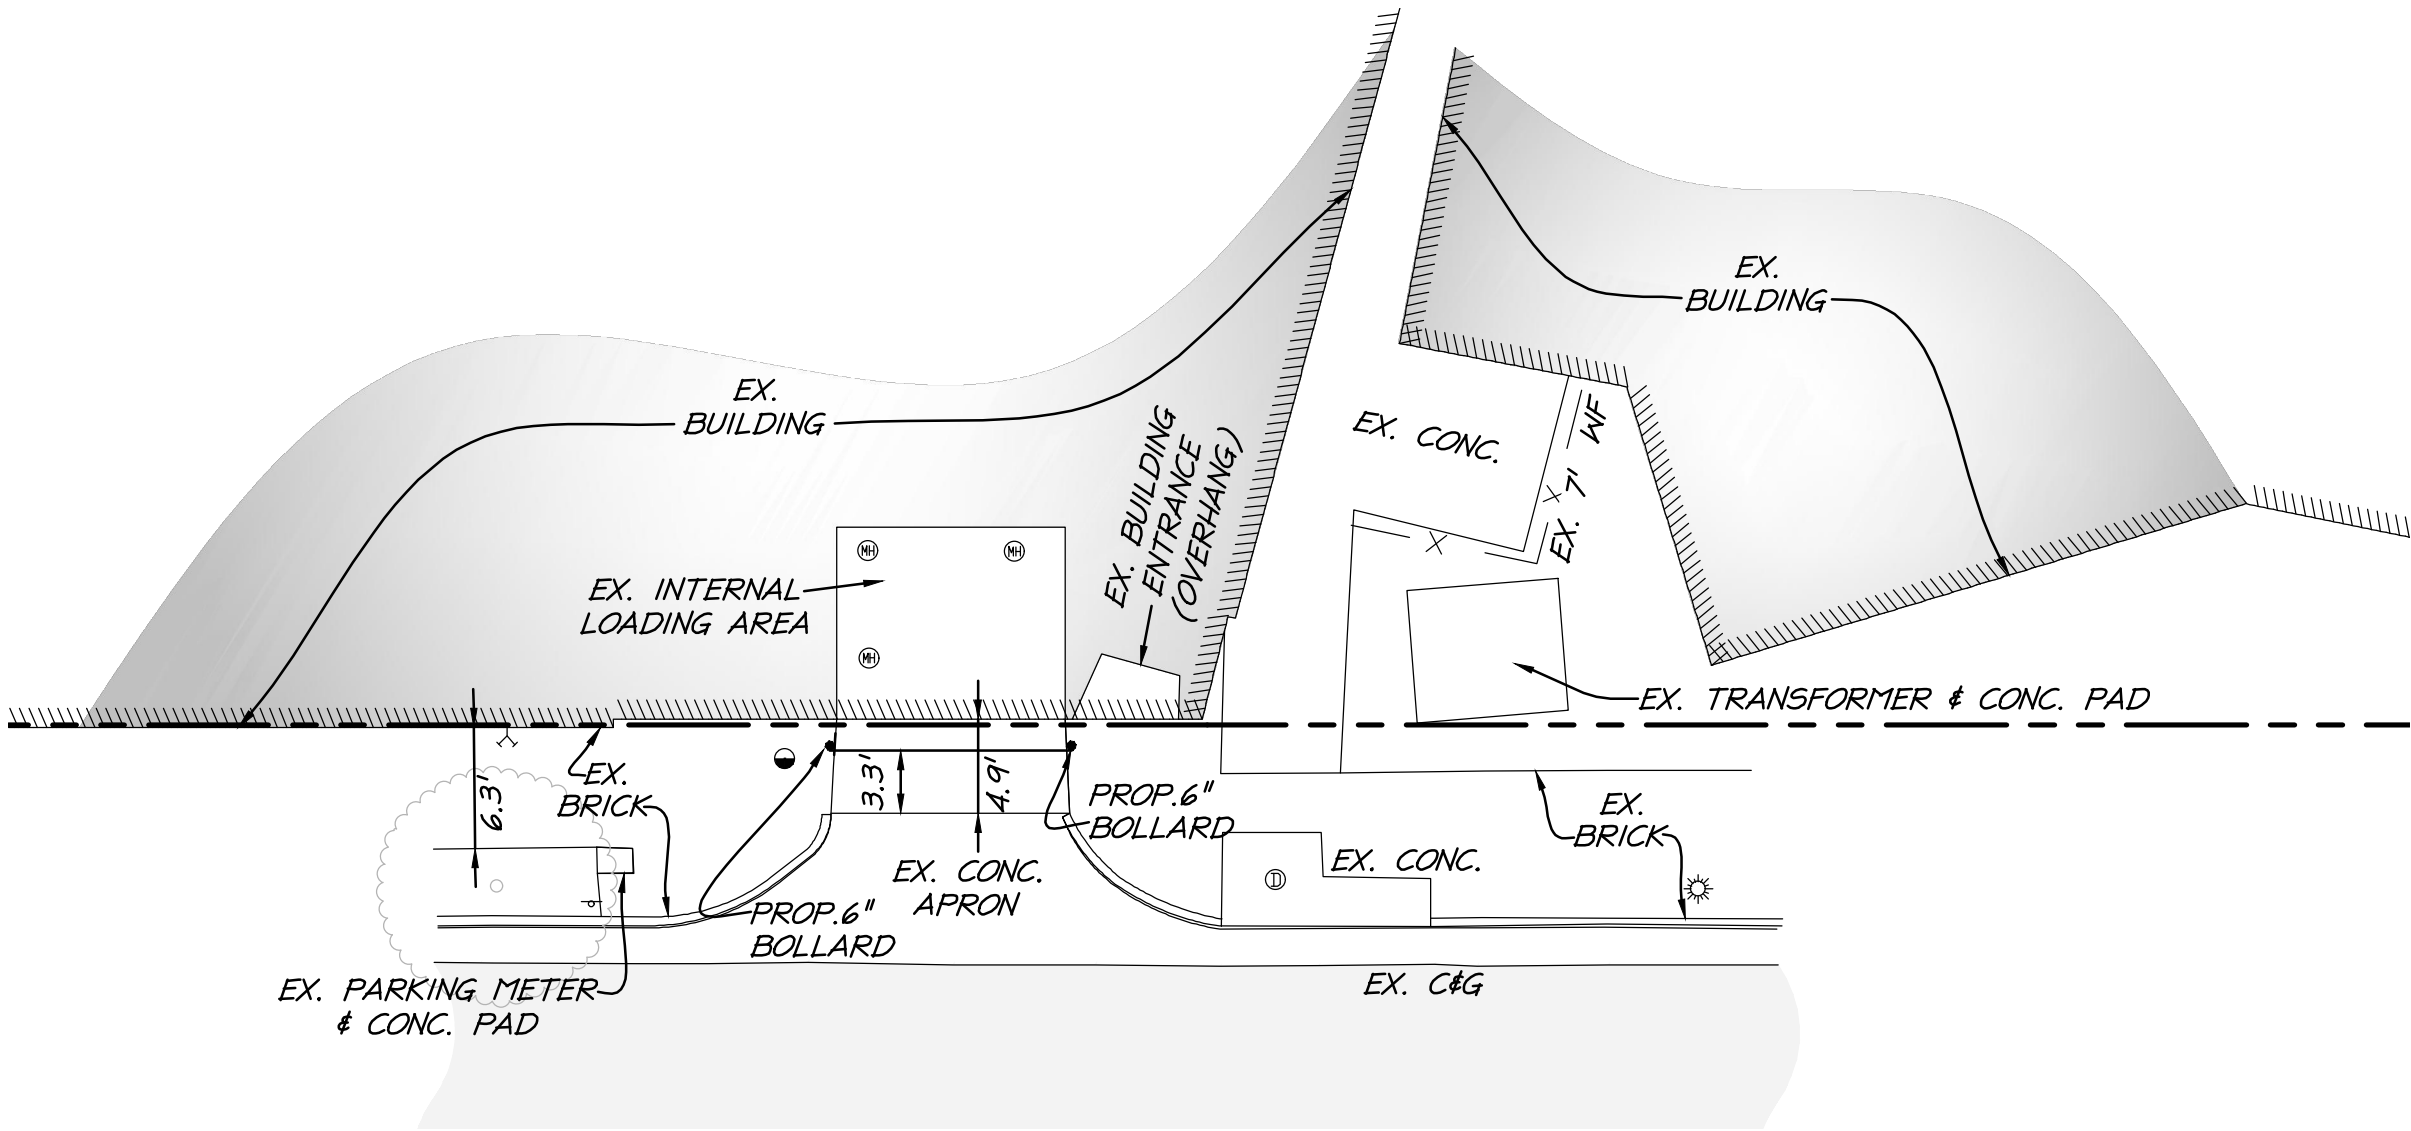 EX.
BUILDING
EX.
BUILDING
EX. CONC.
EX. 7' WF
EX. BUILDING
ENTRANCE
(OVERHANG)
MH
MH
MH
EX. INTERNAL
LOADING AREA
EX. TRANSFORMER & CONC. PAD
6.3'
EX.
BRICK
3.3'
4.9'
PROP.6"
BOLLARD
EX.
BRICK
EX. CONC.
APRON
EX. CONC.
D
PROP.6"
BOLLARD
EX. PARKING METER
& CONC. PAD
EX. C&G